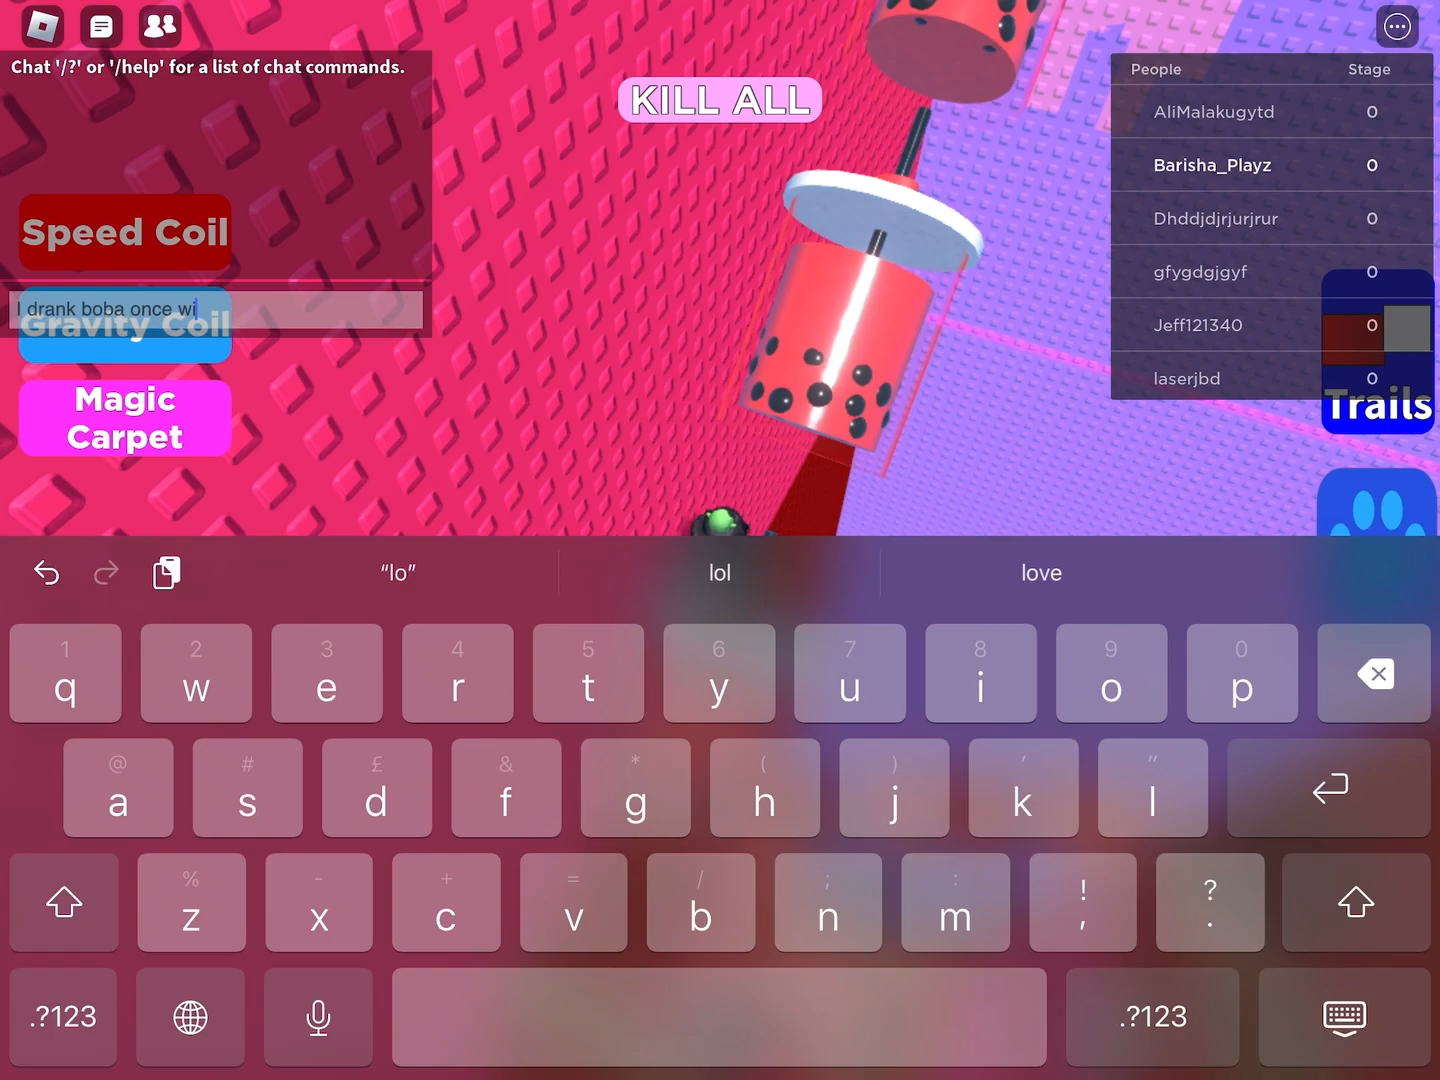 Chat '/?' or '/help' for a list of chat commands.
KILL ALL
People Stage
AliMalakugytd 0
Barisha_Playz 0
Dhddjdjrjurjrur 0
gfygdgjgyf 0
Jeff121340 0
laserjbd 0
Speed Coil
I drank boba once wi
Gravity Coil
Magic
Carpet
Trails
“lo” lol love
1 2 3 4 5 6 7 8 9 0
q w e r t y u i o p
@ # £ & * ( ) ' "
a s d f g h j k l
% - + = / ; : ! ?
z x c v b n m , .
.?123 .?123